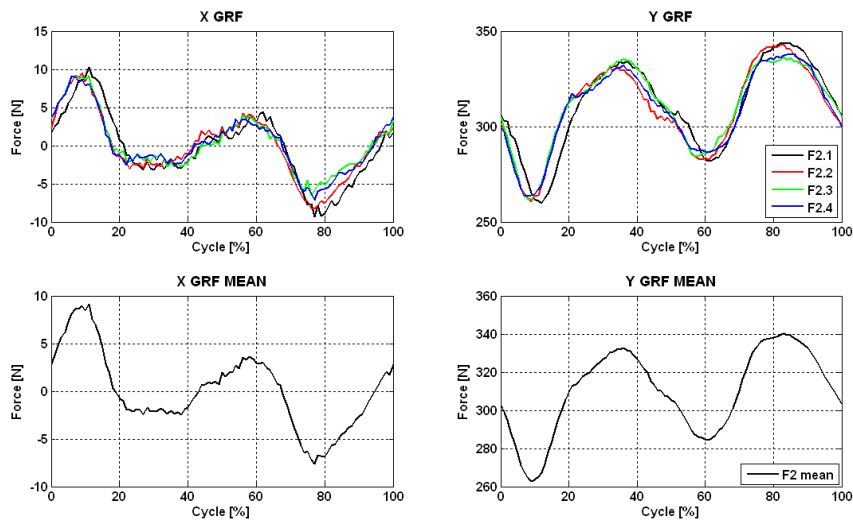 X GRF
15
10
5
0
-5
-10
Force [N]
0 20 40 60 80 100
Cycle [%]
Y GRF
350
300
250
Force [N]
0 20 40 60 80 100
Cycle [%]
F2.1
F2.2
F2.3
F2.4
X GRF MEAN
10
5
0
-5
-10
Force [N]
0 20 40 60 80 100
Cycle [%]
Y GRF MEAN
360
340
320
300
280
260
Force [N]
0 20 40 60 80 100
Cycle [%]
F2 mean